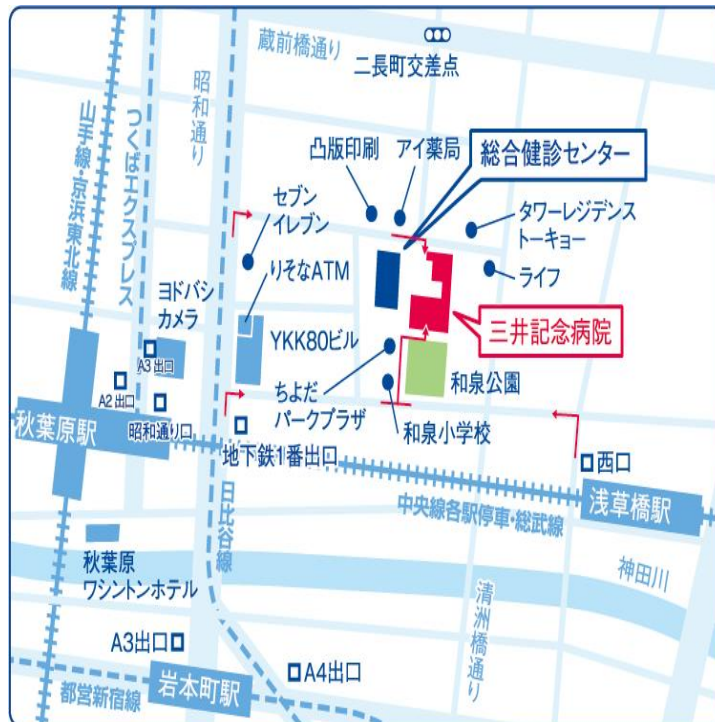 蔵前橋通り
二長町交差点
昭和通り
山手線・京浜東北線
つくばエクスプレス
凸版印刷
アイ薬局
総合健診センター
セブン
イレブン
タワーレジデンス
トーキョー
りそなATM
ライフ
ヨドバシ
カメラ
YKK80ビル
三井記念病院
A3出口
A2出口
ちよだ
パークプラザ
和泉公園
秋葉原駅
昭和通り口
和泉小学校
地下鉄1番出口
西口
日比谷線
中央線各駅停車・総武線
浅草橋駅
秋葉原
ワシントンホテル
神田川
清洲橋通り
A3出口
A4出口
岩本町駅
都営新宿線